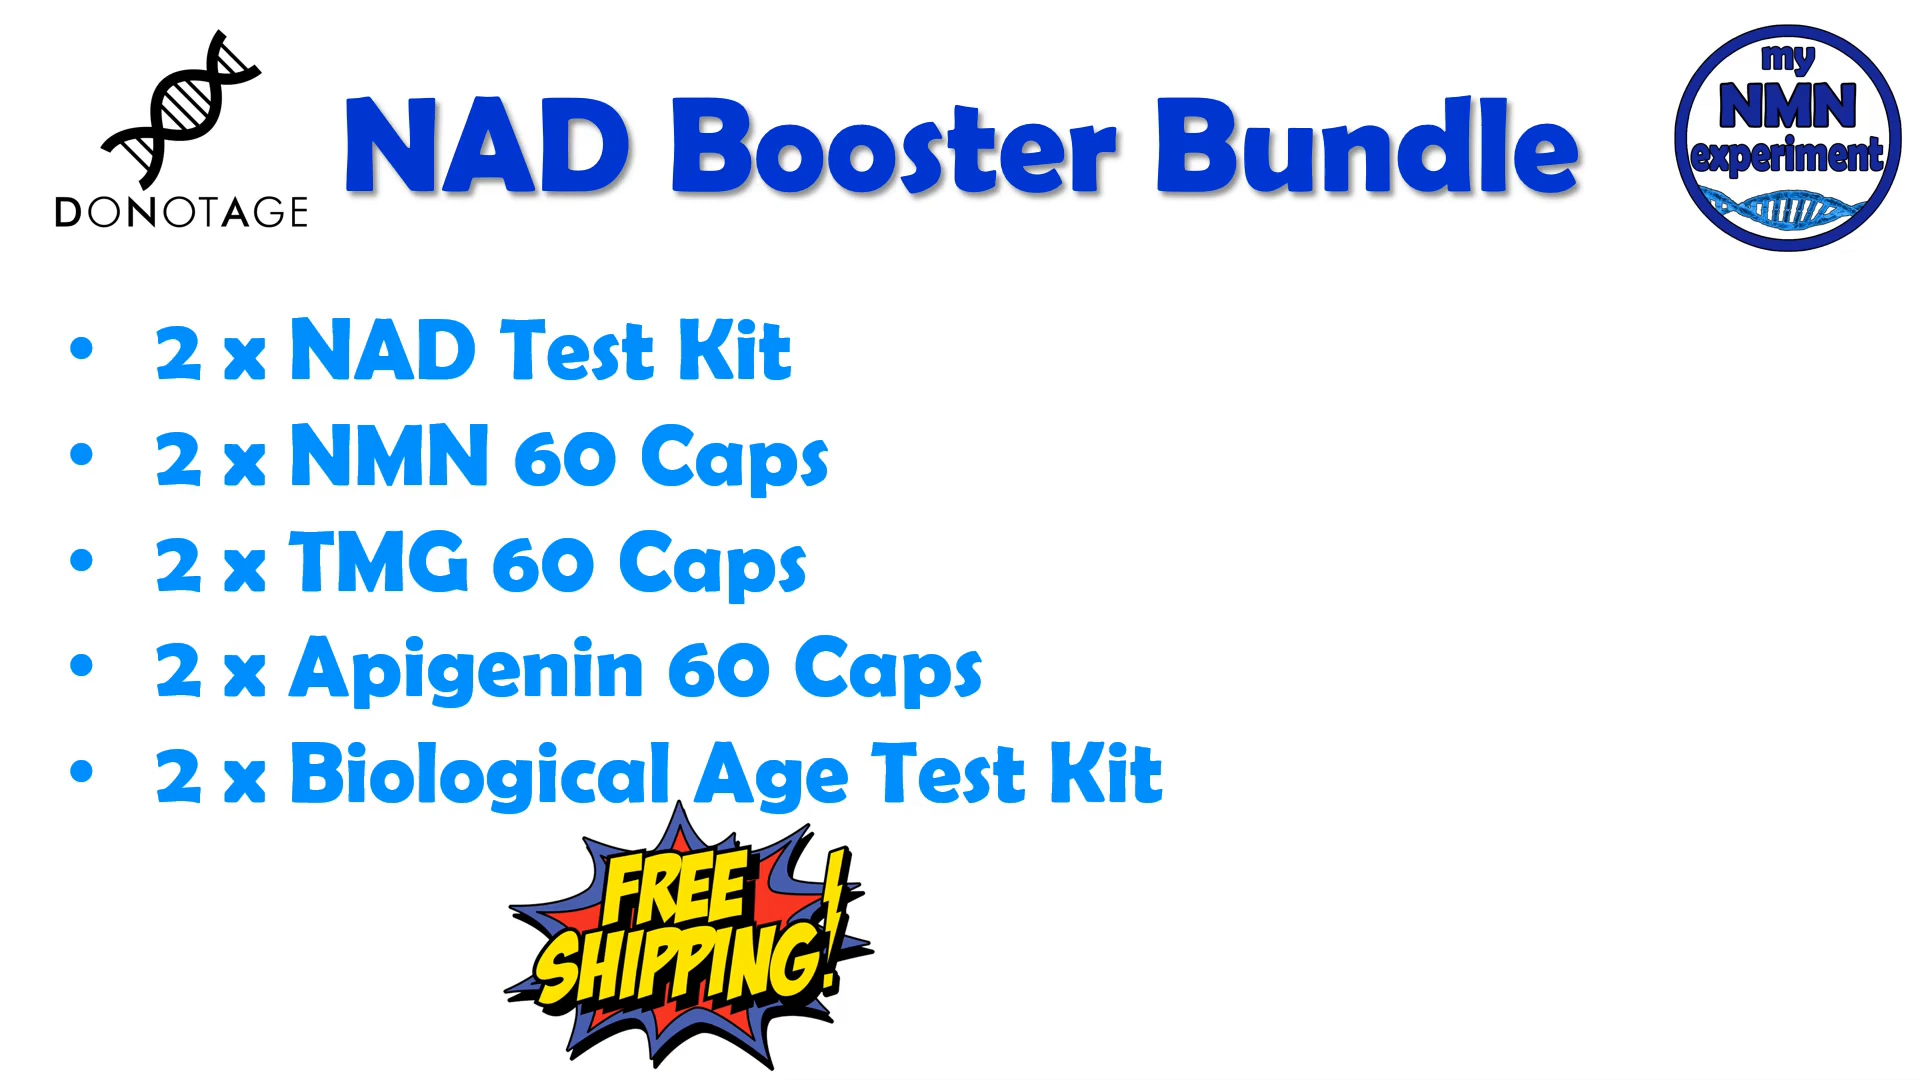 DONOTAGE
NAD Booster Bundle
my
NMN
experiment
• 2 x NAD Test Kit
• 2 x NMN 60 Caps
• 2 x TMG 60 Caps
• 2 x Apigenin 60 Caps
• 2 x Biological Age Test Kit
FREE
SHIPPING!